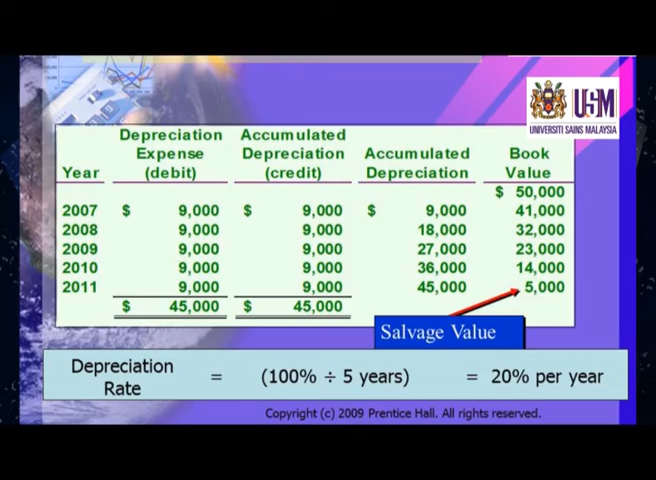 USM
UNIVERSITI SAINS MALAYSIA
Year Depreciation Expense (debit) Accumulated Depreciation (credit) Accumulated Depreciation Book Value
$ 50,000
2007 $ 9,000 $ 9,000 $ 9,000 41,000
2008 9,000 9,000 18,000 32,000
2009 9,000 9,000 27,000 23,000
2010 9,000 9,000 36,000 14,000
2011 9,000 9,000 45,000 5,000
$ 45,000 $ 45,000
Salvage Value
Depreciation Rate = (100% ÷ 5 years) = 20% per year
Copyright (c) 2009 Prentice Hall. All rights reserved.